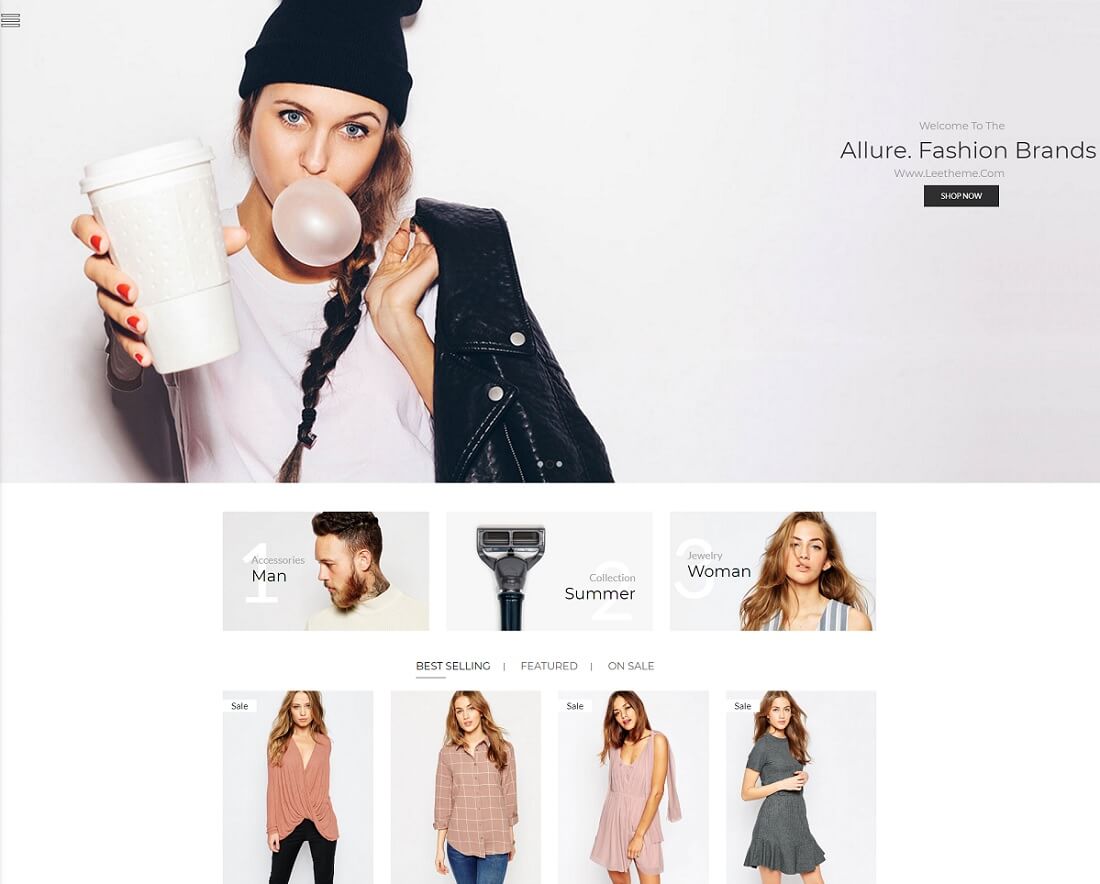 Welcome To The
Allure. Fashion Brands
Www.Leetheme.Com
SHOP NOW
1
Accessories
Man
2
Collection
Summer
3
Jewelry
Woman
BEST SELLING | FEATURED | ON SALE
Sale
Sale
Sale